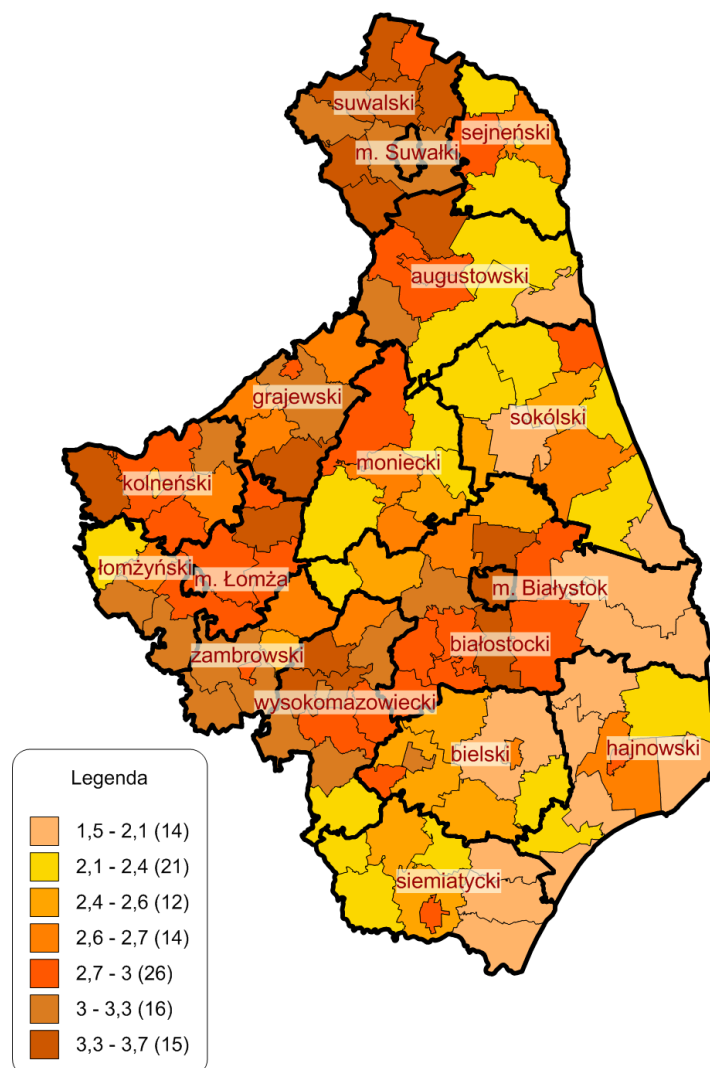 suwalski
sejneński
m. Suwałki
augustowski
grajewski
sokólski
moniecki
kolneński
łomżyński
m. Łomża
m. Białystok
białostocki
zambrowski
wysokomazowiecki
bielski
hajnowski
siemiatycki
Legenda
1,5 - 2,1 (14)
2,1 - 2,4 (21)
2,4 - 2,6 (12)
2,6 - 2,7 (14)
2,7 - 3 (26)
3 - 3,3 (16)
3,3 - 3,7 (15)